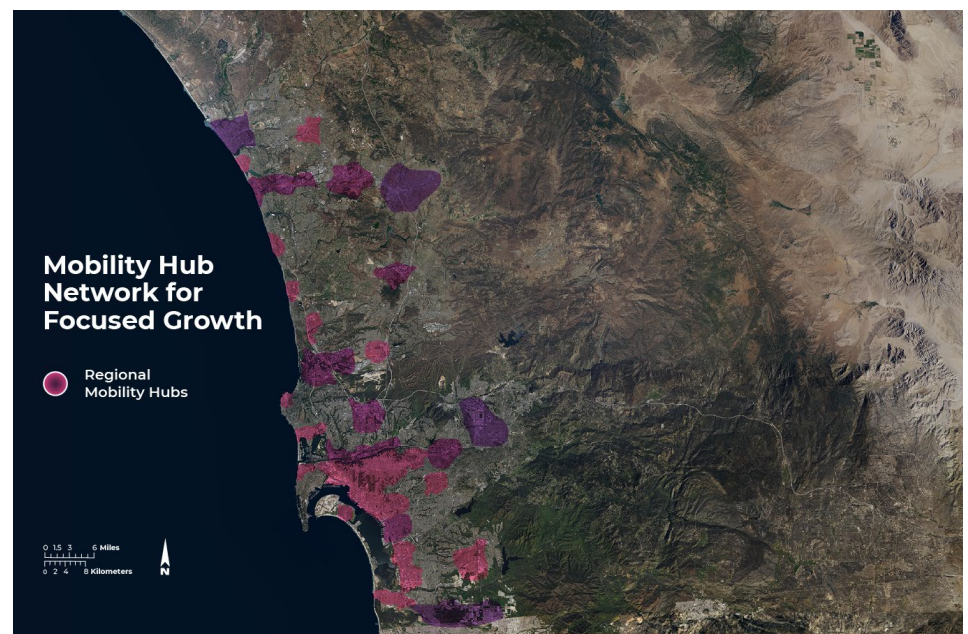 Mobility Hub
Network for
Focused Growth
Regional
Mobility Hubs
0 1.5 3 6 Miles
0 2 4 8 Kilometers
N